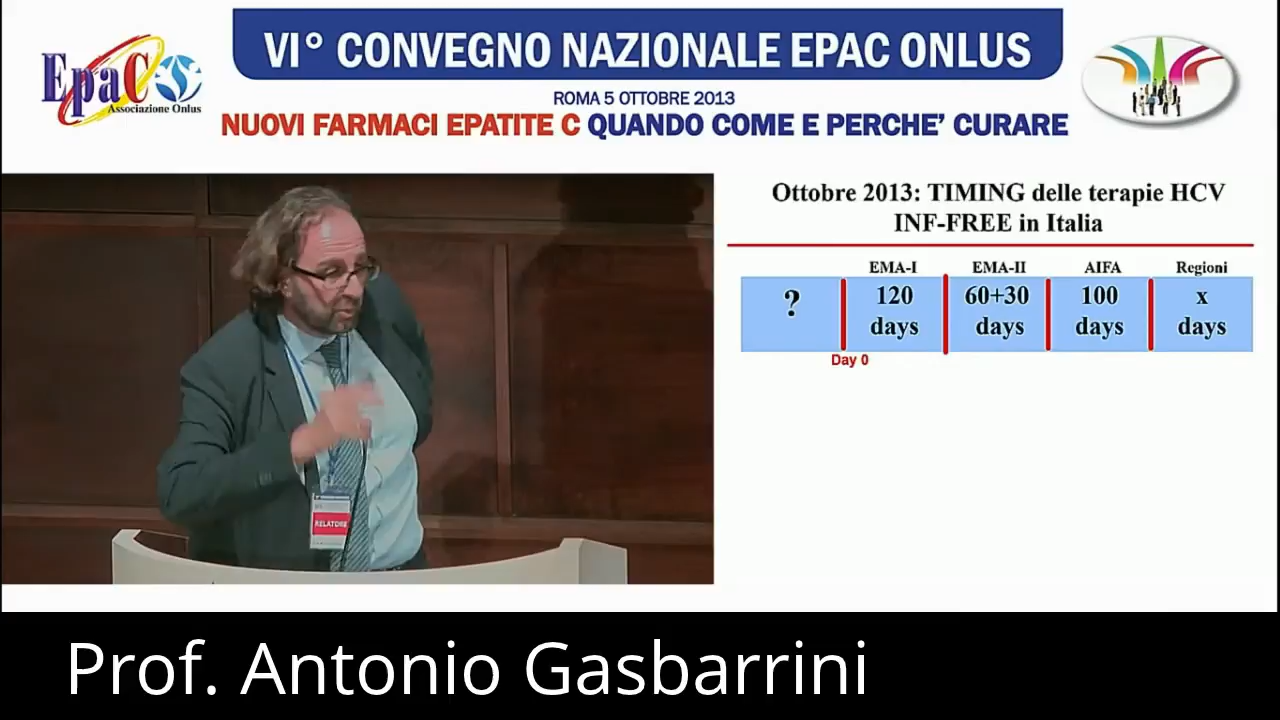 EpaC
Associazione Onlus
VI° CONVEGNO NAZIONALE EPAC ONLUS
ROMA 5 OTTOBRE 2013
NUOVI FARMACI EPATITE C QUANDO COME E PERCHE' CURARE
Ottobre 2013: TIMING delle terapie HCV
INF-FREE in Italia
EMA-I EMA-II AIFA Regioni
? 120 60+30 100 x
days days days days
Day 0
RELATORE
Prof. Antonio Gasbarrini